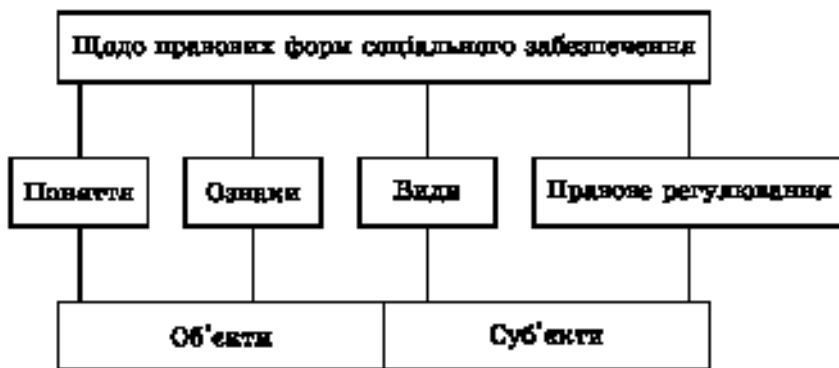 Щодо правових форм соціального забезпечення
Поняття
Ознаки
Види
Правове регулювання
Об'єкти
Суб'єкти